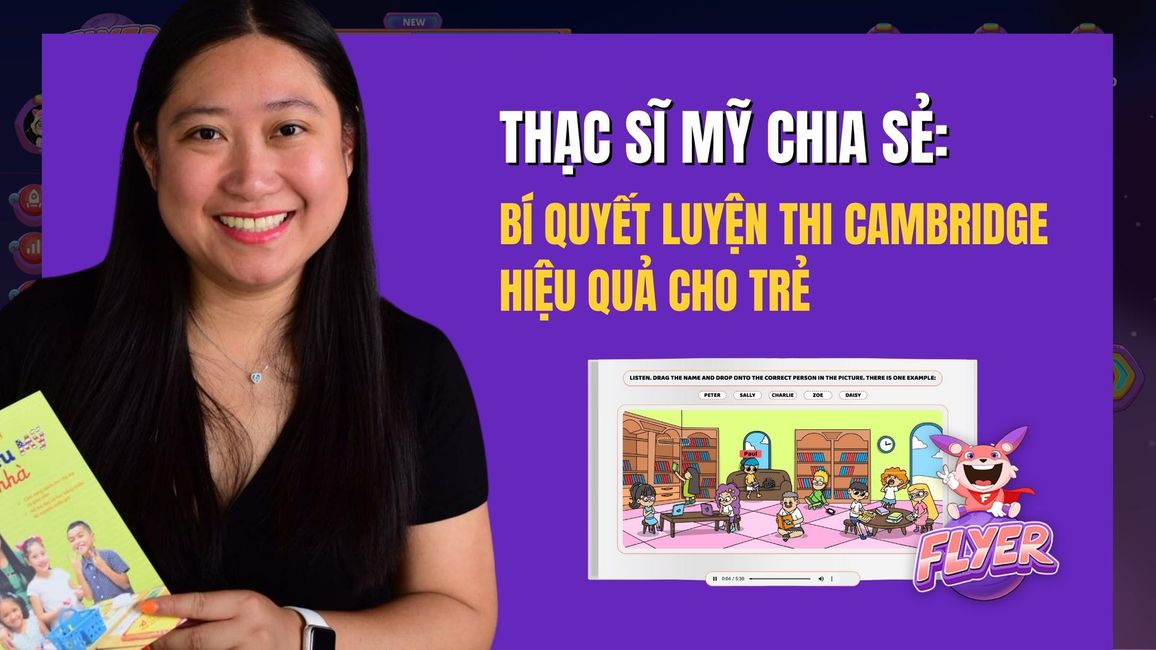 NEW
THẠC SĨ MỸ CHIA SẺ:
BÍ QUYẾT LUYỆN THI CAMBRIDGE
HIỆU QUẢ CHO TRẺ
LISTEN. DRAG THE NAME AND DROP ONTO THE CORRECT PERSON IN THE PICTURE. THERE IS ONE EXAMPLE:
PETER SALLY CHARLIE ZOE DAISY
Paul
Mỹ
nhà
0:04 / 5:30
F
FLYER